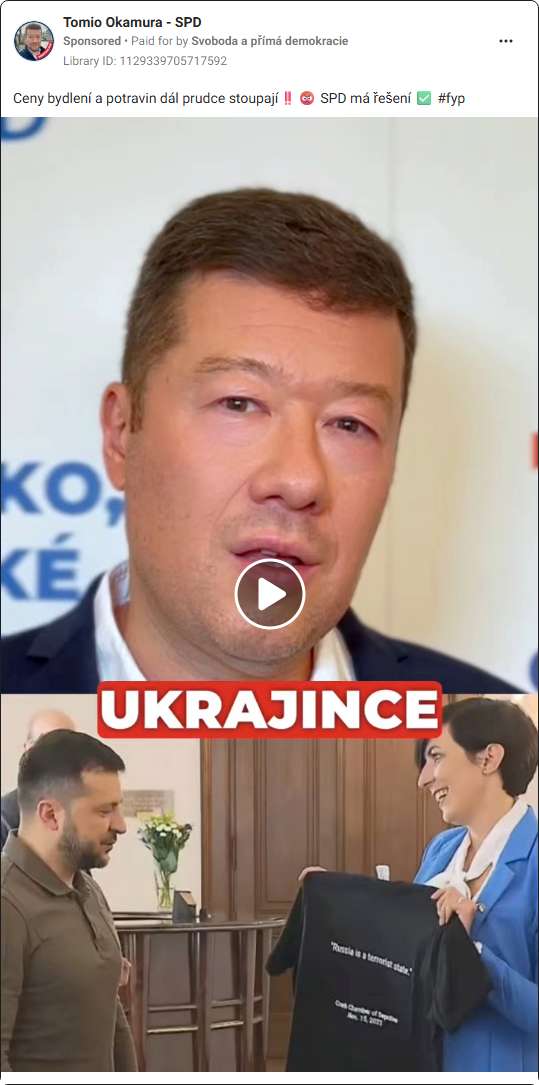 Tomio Okamura - SPD
Sponsored • Paid for by Svoboda a přímá demokracie
Library ID: 1129339705717592
Ceny bydlení a potravin dál prudce stoupají‼️ 😡 SPD má řešení ✅ #fyp
D
KO,
KÉ
UKRAJINCE
"Russia is a terrorist state."
Czech Chamber of Deputies
Nov. 15, 2022